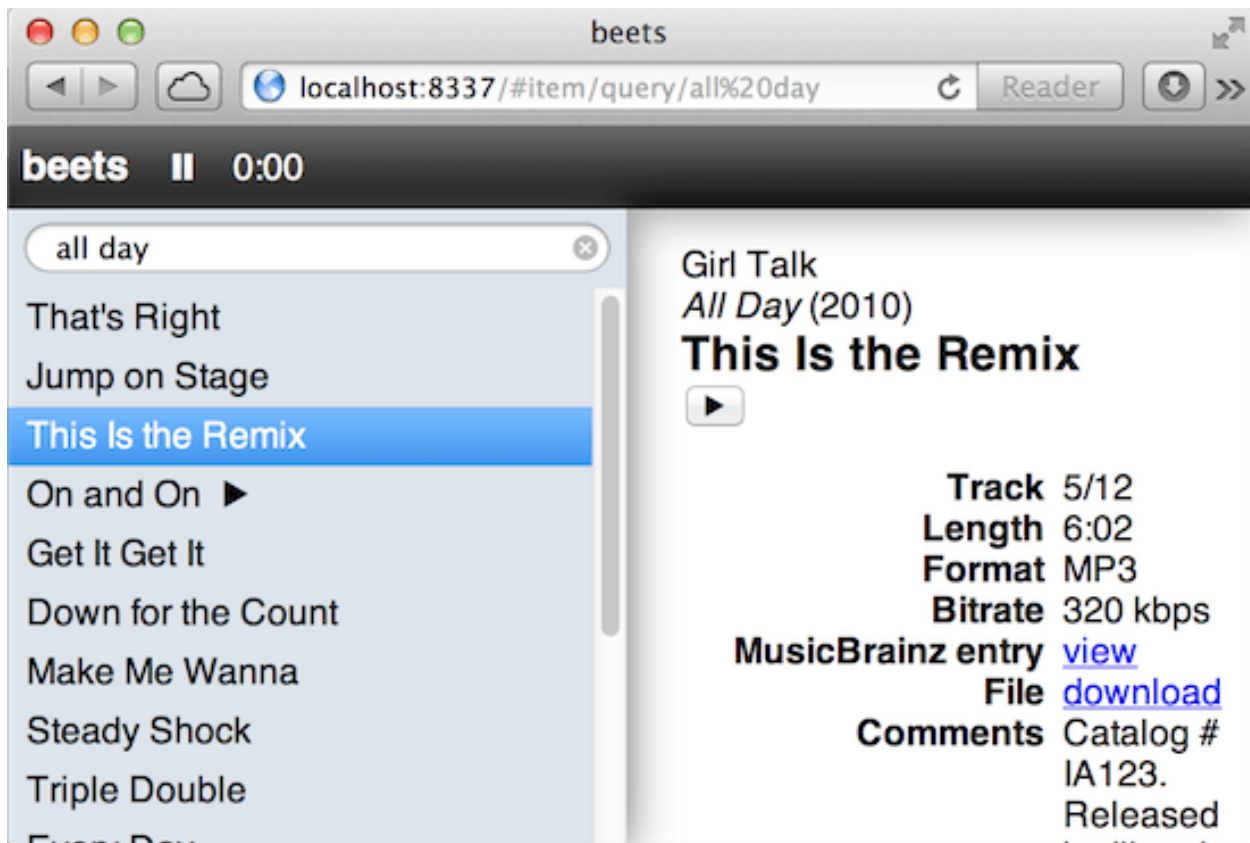 beets
localhost:8337/#item/query/all%20day
Reader
beets 0:00
all day
That's Right
Jump on Stage
This Is the Remix
On and On
Get It Get It
Down for the Count
Make Me Wanna
Steady Shock
Triple Double
Every Day
Girl Talk
All Day (2010)
This Is the Remix
Track 5/12
Length 6:02
Format MP3
Bitrate 320 kbps
MusicBrainz entry view
File download
Comments Catalog #
IA123.
Released